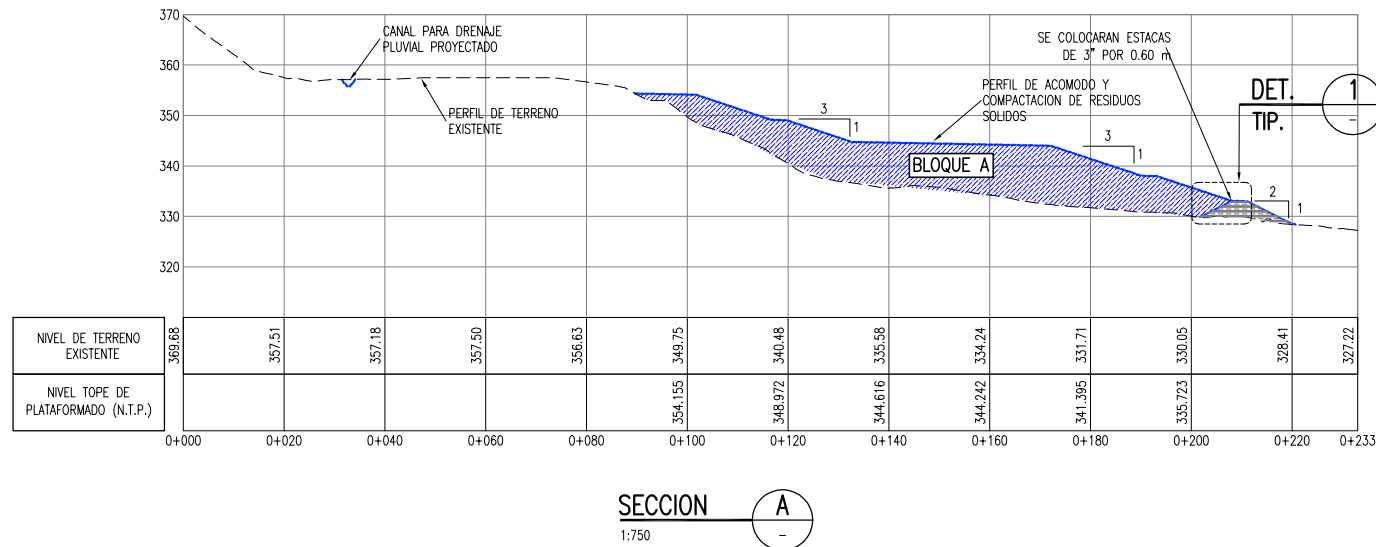 370
360
350
340
330
320
CANAL PARA DRENAJE
PLUVIAL PROYECTADO
PERFIL DE TERRENO
EXISTENTE
3
1
BLOQUE A
PERFIL DE ACOMODO Y
COMPACTACION DE RESIDUOS
SOLIDOS
SE COLOCARAN ESTACAS
DE 3" POR 0.60 m
3
1
2
1
DET.
TIP.
1
-
NIVEL DE TERRENO
EXISTENTE
369.68
357.51
357.18
357.50
356.63
349.75
340.48
335.58
334.24
331.71
330.05
328.41
327.22
NIVEL TOPE DE
PLATAFORMADO (N.T.P.)
354.155
348.972
344.616
344.242
341.395
335.723
0+000
0+020
0+040
0+060
0+080
0+100
0+120
0+140
0+160
0+180
0+200
0+220
0+233
SECCION
A
-
1:750